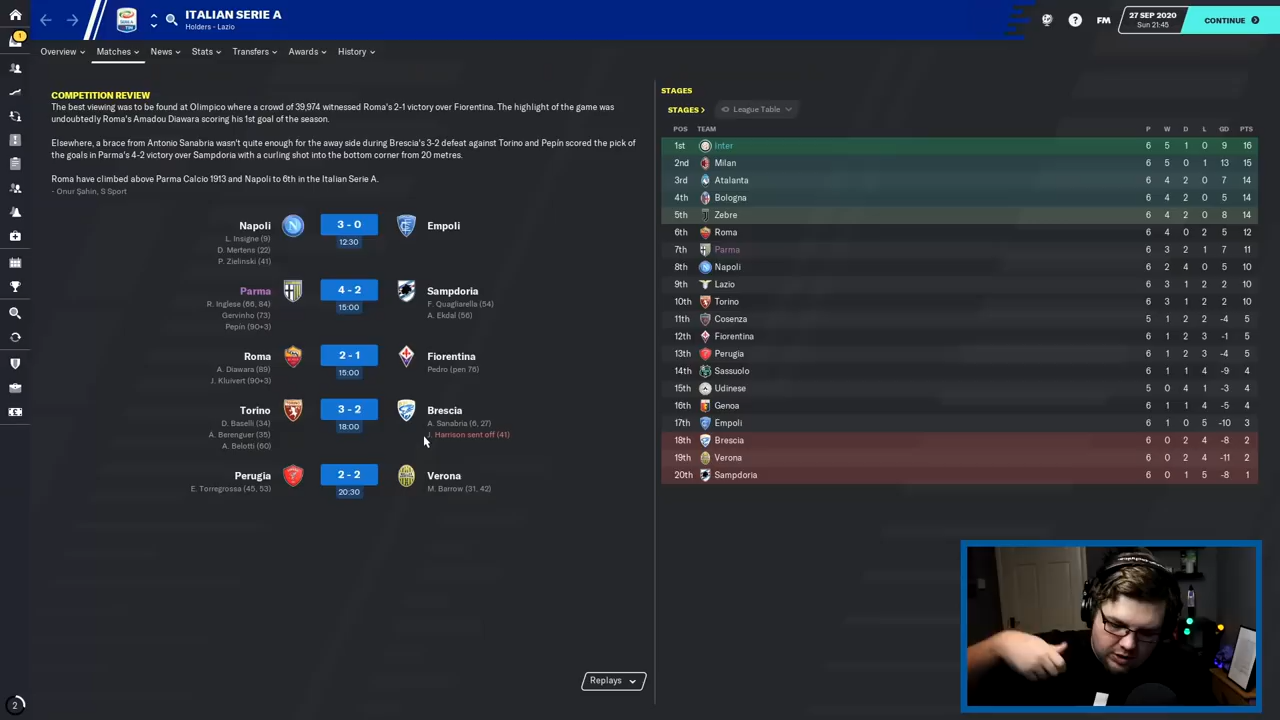 ITALIAN SERIE A
Holders - Lazio
FM
27 SEP 2020
Sun 21:45
CONTINUE
1
Overview
Matches
News
Stats
Transfers
Awards
History
COMPETITION REVIEW
The best viewing was to be found at Olimpico where a crowd of 39,974 witnessed Roma's 2-1 victory over Fiorentina. The highlight of the game was
undoubtedly Roma's Amadou Diawara scoring his 1st goal of the season.
Elsewhere, a brace from Antonio Sanabria wasn't quite enough for the away side during Brescia's 3-2 defeat against Torino and Pepín scored the pick of
the goals in Parma's 4-2 victory over Sampdoria with a curling shot into the bottom corner from 20 metres.
Roma have climbed above Parma Calcio 1913 and Napoli to 6th in the Italian Serie A.
- Onur Şahin, S Sport
Napoli 3 - 0 Empoli
L. Insigne (9) 12:30
D. Mertens (22)
P. Zielinski (41)
Parma 4 - 2 Sampdoria
R. Inglese (66, 84) 15:00 F. Quagliarella (54)
Gervinho (73) A. Ekdal (56)
Pepín (90+3)
Roma 2 - 1 Fiorentina
A. Diawara (89) 15:00 Pedro (pen 76)
J. Kluivert (90+3)
Torino 3 - 2 Brescia
D. Baselli (34) 18:00 A. Sanabria (6, 27)
A. Berenguer (35) J. Harrison sent off (41)
A. Belotti (60)
Perugia 2 - 2 Verona
E. Torregrossa (45, 53) 20:30 M. Barrow (31, 42)
Replays
2
STAGES
STAGES > League Table
POS TEAM P W D L GD PTS
1st Inter 6 5 1 0 9 16
2nd Milan 6 5 0 1 13 15
3rd Atalanta 6 4 2 0 7 14
4th Bologna 6 4 2 0 5 14
5th Zebre 6 4 2 0 8 14
6th Roma 6 4 0 2 5 12
7th Parma 6 3 2 1 7 11
8th Napoli 6 2 4 0 5 10
9th Lazio 6 3 1 2 2 10
10th Torino 6 3 1 2 2 10
11th Cosenza 5 1 2 2 -4 5
12th Fiorentina 6 1 2 3 -1 5
13th Perugia 6 1 2 3 -4 5
14th Sassuolo 6 1 1 4 -9 4
15th Udinese 5 0 4 1 -3 4
16th Genoa 6 1 1 4 -5 4
17th Empoli 6 1 0 5 -10 3
18th Brescia 6 0 2 4 -8 2
19th Verona 6 0 2 4 -11 2
20th Sampdoria 6 0 1 5 -8 1